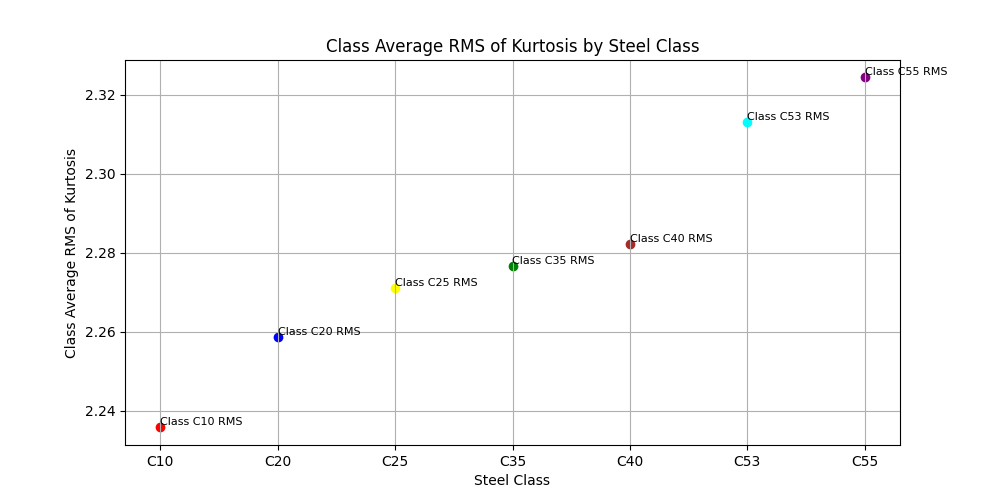 Class Average RMS of Kurtosis by Steel Class
Class Average RMS of Kurtosis
2.32
2.30
2.28
2.26
2.24
Class C55 RMS
Class C53 RMS
Class C40 RMS
Class C35 RMS
Class C25 RMS
Class C20 RMS
Class C10 RMS
C10 C20 C25 C35 C40 C53 C55
Steel Class